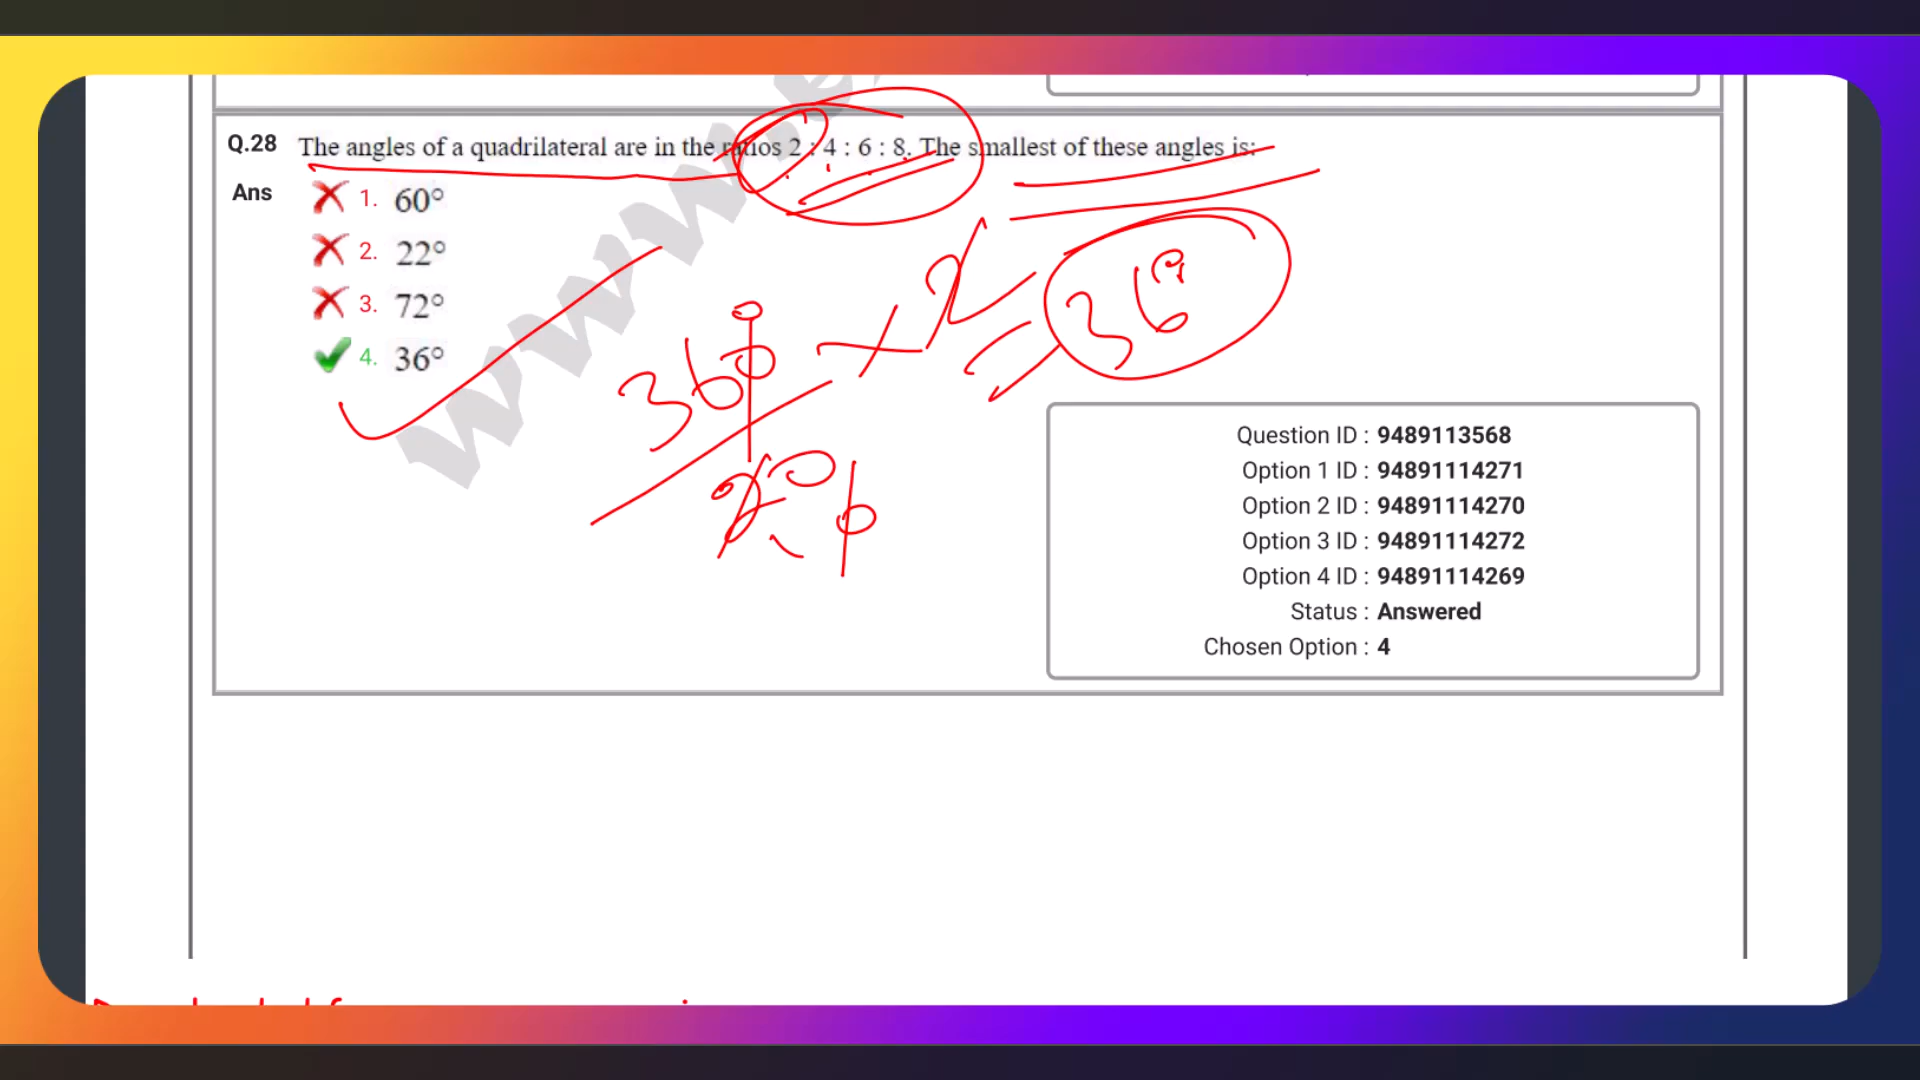 Q.28 The angles of a quadrilateral are in the ratios 2 : 4 : 6 : 8. The smallest of these angles is:
Ans 1. 60°
2. 22°
3. 72°
4. 36°
360° × 2 = 36°
20
Question ID : 9489113568
Option 1 ID : 94891114271
Option 2 ID : 94891114270
Option 3 ID : 94891114272
Option 4 ID : 94891114269
Status : Answered
Chosen Option : 4
www.s